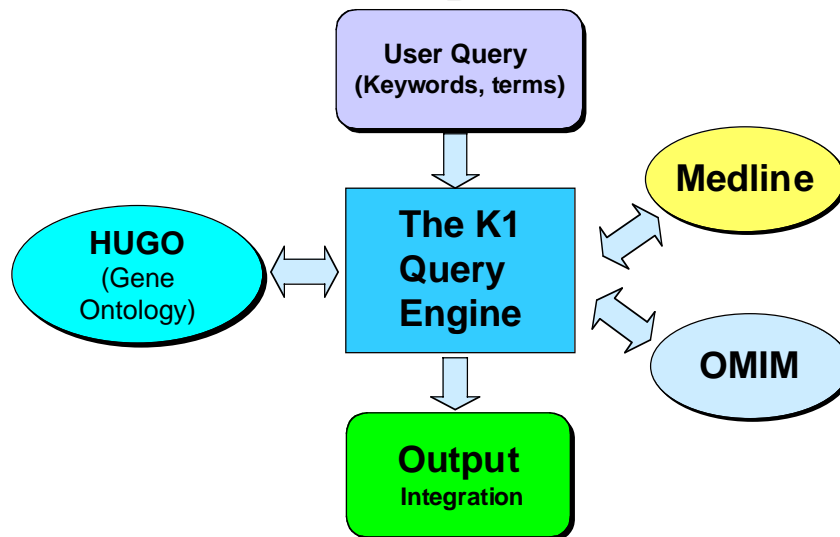 User Query
(Keywords, terms)
Medline
The K1
Query
Engine
HUGO
(Gene
Ontology)
OMIM
Output
Integration